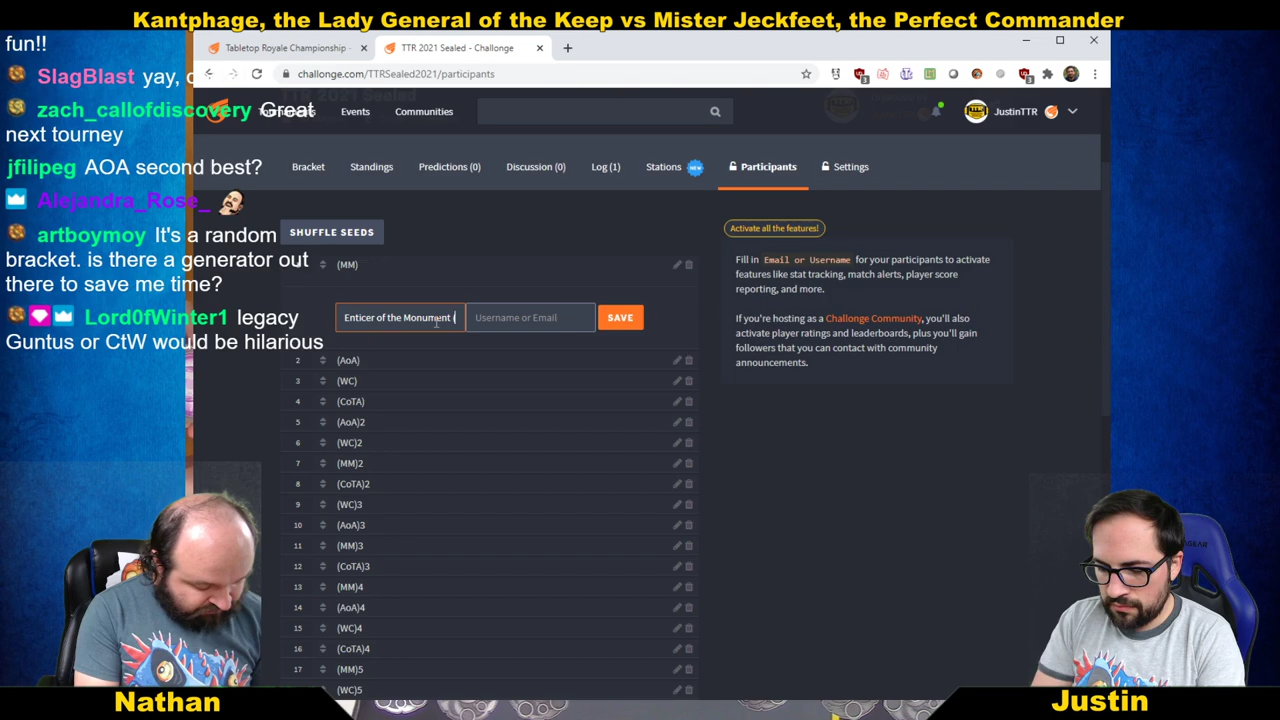 Kantphage, the Lady General of the Keep vs Mister Jeckfeet, the Perfect Commander
fun!!
SlagBlast yay,
zach_callofdiscovery Great
next tourney
jfilipeg AOA second best?
Alejandra_Rose_
artboymoy It's a random
bracket. is there a generator out
there to save me time?
Lord0fWinter1 legacy
Guntus or CtW would be hilarious
Tabletop Royale Championship -
TTR 2021 Sealed - Challonge
challonge.com/TTRSealed2021/participants
TTR 2021 Sealed
Events
Communities
JustinTTR
Bracket
Standings
Predictions (0)
Discussion (0)
Log (1)
Stations NEW
Participants
Settings
SHUFFLE SEEDS
(MM)
Enticer of the Monument (
Username or Email
SAVE
2 (AoA)
3 (WC)
4 (CoTA)
5 (AoA)2
6 (WC)2
7 (MM)2
8 (CoTA)2
9 (WC)3
10 (AoA)3
11 (MM)3
12 (CoTA)3
13 (MM)4
14 (AoA)4
15 (WC)4
16 (CoTA)4
17 (MM)5
(WC)5
Activate all the features!
Fill in Email or Username for your participants to activate
features like stat tracking, match alerts, player score
reporting, and more.
If you're hosting as a Challonge Community, you'll also
activate player ratings and leaderboards, plus you'll gain
followers that you can contact with community
announcements.
Nathan
Justin